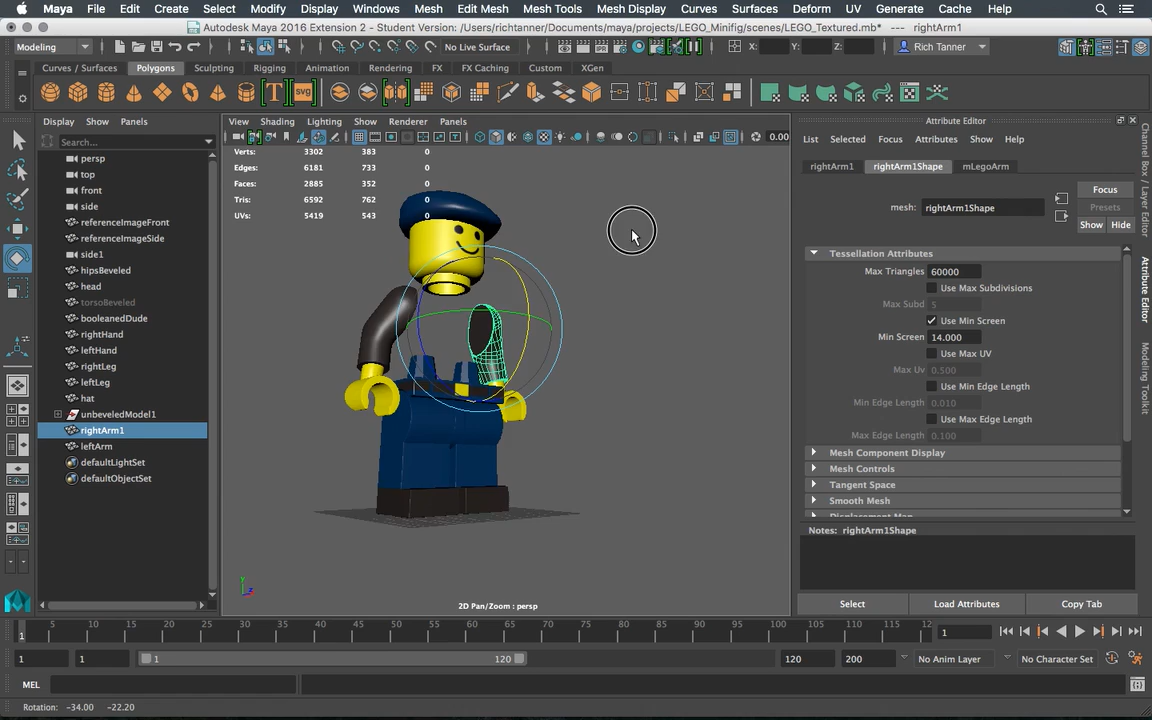 Maya File Edit Create Select Modify Display Windows Mesh Edit Mesh Mesh Tools Mesh Display Curves Surfaces Deform UV Generate Cache Help
Autodesk Maya 2016 Extension 2 - Student Version: /Users/richtanner/Documents/maya/projects/LEGO_Minifig/scenes/LEGO_Textured.mb* --- rightArm1
Modeling No Live Surface X: Y: Z: Rich Tanner
Curves / Surfaces Polygons Sculpting Rigging Animation Rendering FX FX Caching Custom XGen
T SVG
Display Show Panels
Search...
persp
top
front
side
referenceImageFront
referenceImageSide
side1
hipsBeveled
head
torsoBeveled
booleanedDude
rightHand
leftHand
rightLeg
leftLeg
hat
unbeveledModel1
rightArm1
leftArm
defaultLightSet
defaultObjectSet
View Shading Lighting Show Renderer Panels
0.00
Verts: 3302 383 0
Edges: 6181 733 0
Faces: 2885 352 0
Tris: 6592 762 0
UVs: 5419 543 0
y
2D Pan/Zoom : persp
Attribute Editor
List Selected Focus Attributes Show Help
rightArm1 rightArm1Shape mLegoArm
mesh: rightArm1Shape
Focus
Presets
Show Hide
Tessellation Attributes
Max Triangles 60000
Use Max Subdivisions
Max Subd 5
Use Min Screen
Min Screen 14.000
Use Max UV
Max Uv 0.500
Use Min Edge Length
Min Edge Length 0.010
Use Max Edge Length
Max Edge Length 0.100
Mesh Component Display
Mesh Controls
Tangent Space
Smooth Mesh
Displacement Map
Notes: rightArm1Shape
Select Load Attributes Copy Tab
Channel Box / Layer Editor
Attribute Editor
Modeling Toolkit
1 5 10 15 20 25 30 35 40 45 50 55 60 65 70 75 80 85 90 95 100 105 110 115 12 1
1 1 1 120 120 200 No Anim Layer No Character Set
MEL
Rotation: -34.00 -22.20